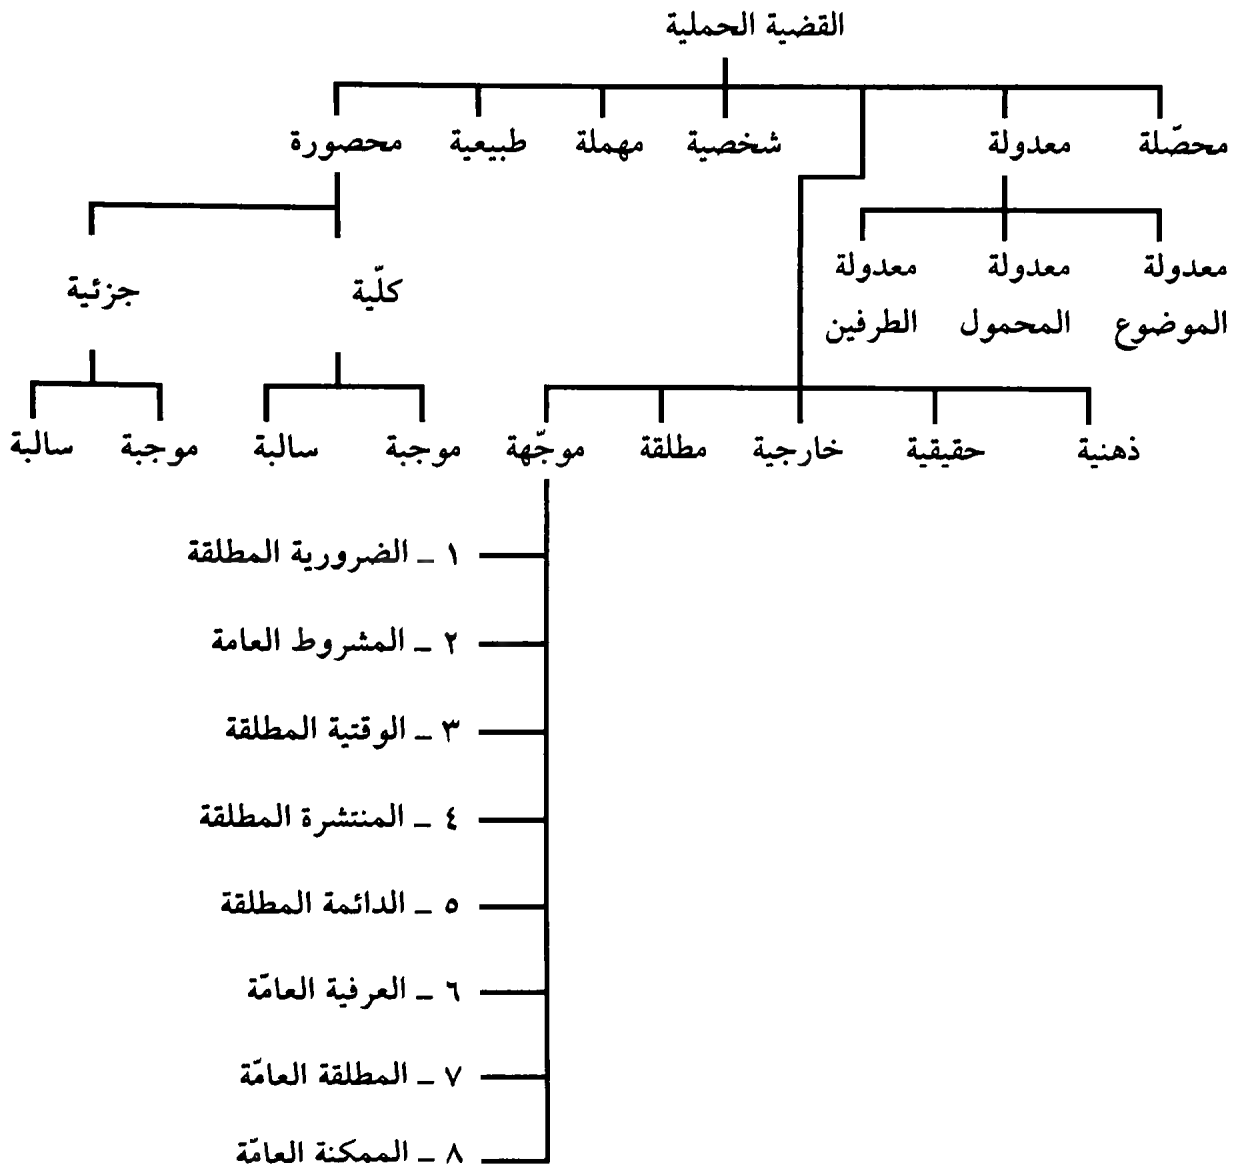 القضية الحملية
محصّلة معدولة شخصية مهملة طبيعية محصورة
معدولة الموضوع
معدولة المحمول
معدولة الطرفين
كلّية جزئية
ذهنية حقيقية خارجية مطلقة موجّهة موجبة سالبة موجبة سالبة
١ ـ الضرورية المطلقة
٢ ـ المشروط العامة
٣ ـ الوقتية المطلقة
٤ ـ المنتشرة المطلقة
٥ ـ الدائمة المطلقة
٦ ـ العرفية العامّة
٧ ـ المطلقة العامّة
٨ ـ الممكنة العامّة